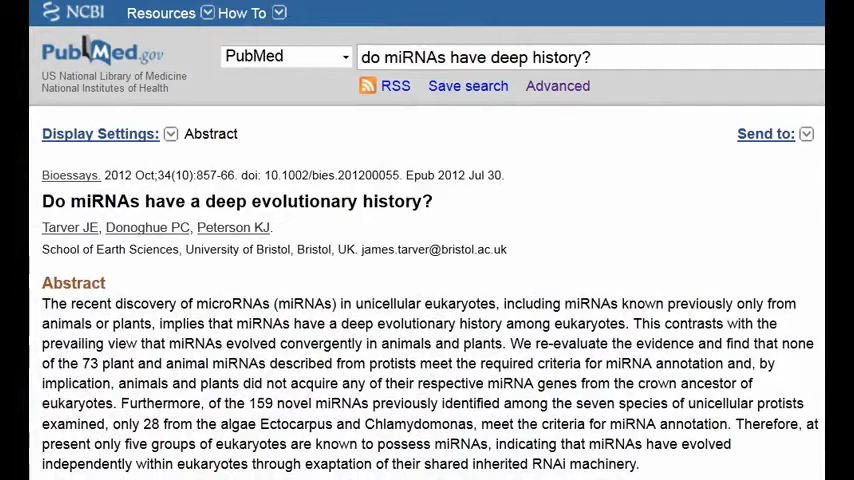 NCBI Resources How To
PubMed.gov
US National Library of Medicine
National Institutes of Health
PubMed
do miRNAs have deep history?
RSS Save search Advanced
Display Settings: Abstract
Send to:
Bioessays. 2012 Oct;34(10):857-66. doi: 10.1002/bies.201200055. Epub 2012 Jul 30.
Do miRNAs have a deep evolutionary history?
Tarver JE, Donoghue PC, Peterson KJ.
School of Earth Sciences, University of Bristol, Bristol, UK. james.tarver@bristol.ac.uk
Abstract
The recent discovery of microRNAs (miRNAs) in unicellular eukaryotes, including miRNAs known previously only from
animals or plants, implies that miRNAs have a deep evolutionary history among eukaryotes. This contrasts with the
prevailing view that miRNAs evolved convergently in animals and plants. We re-evaluate the evidence and find that none
of the 73 plant and animal miRNAs described from protists meet the required criteria for miRNA annotation and, by
implication, animals and plants did not acquire any of their respective miRNA genes from the crown ancestor of
eukaryotes. Furthermore, of the 159 novel miRNAs previously identified among the seven species of unicellular protists
examined, only 28 from the algae Ectocarpus and Chlamydomonas, meet the criteria for miRNA annotation. Therefore, at
present only five groups of eukaryotes are known to possess miRNAs, indicating that miRNAs have evolved
independently within eukaryotes through exaptation of their shared inherited RNAi machinery.